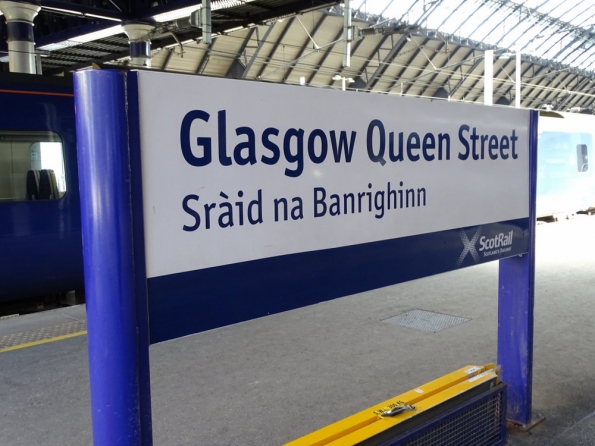 Glasgow Queen Street
Sràid na Banrighinn
ScotRail